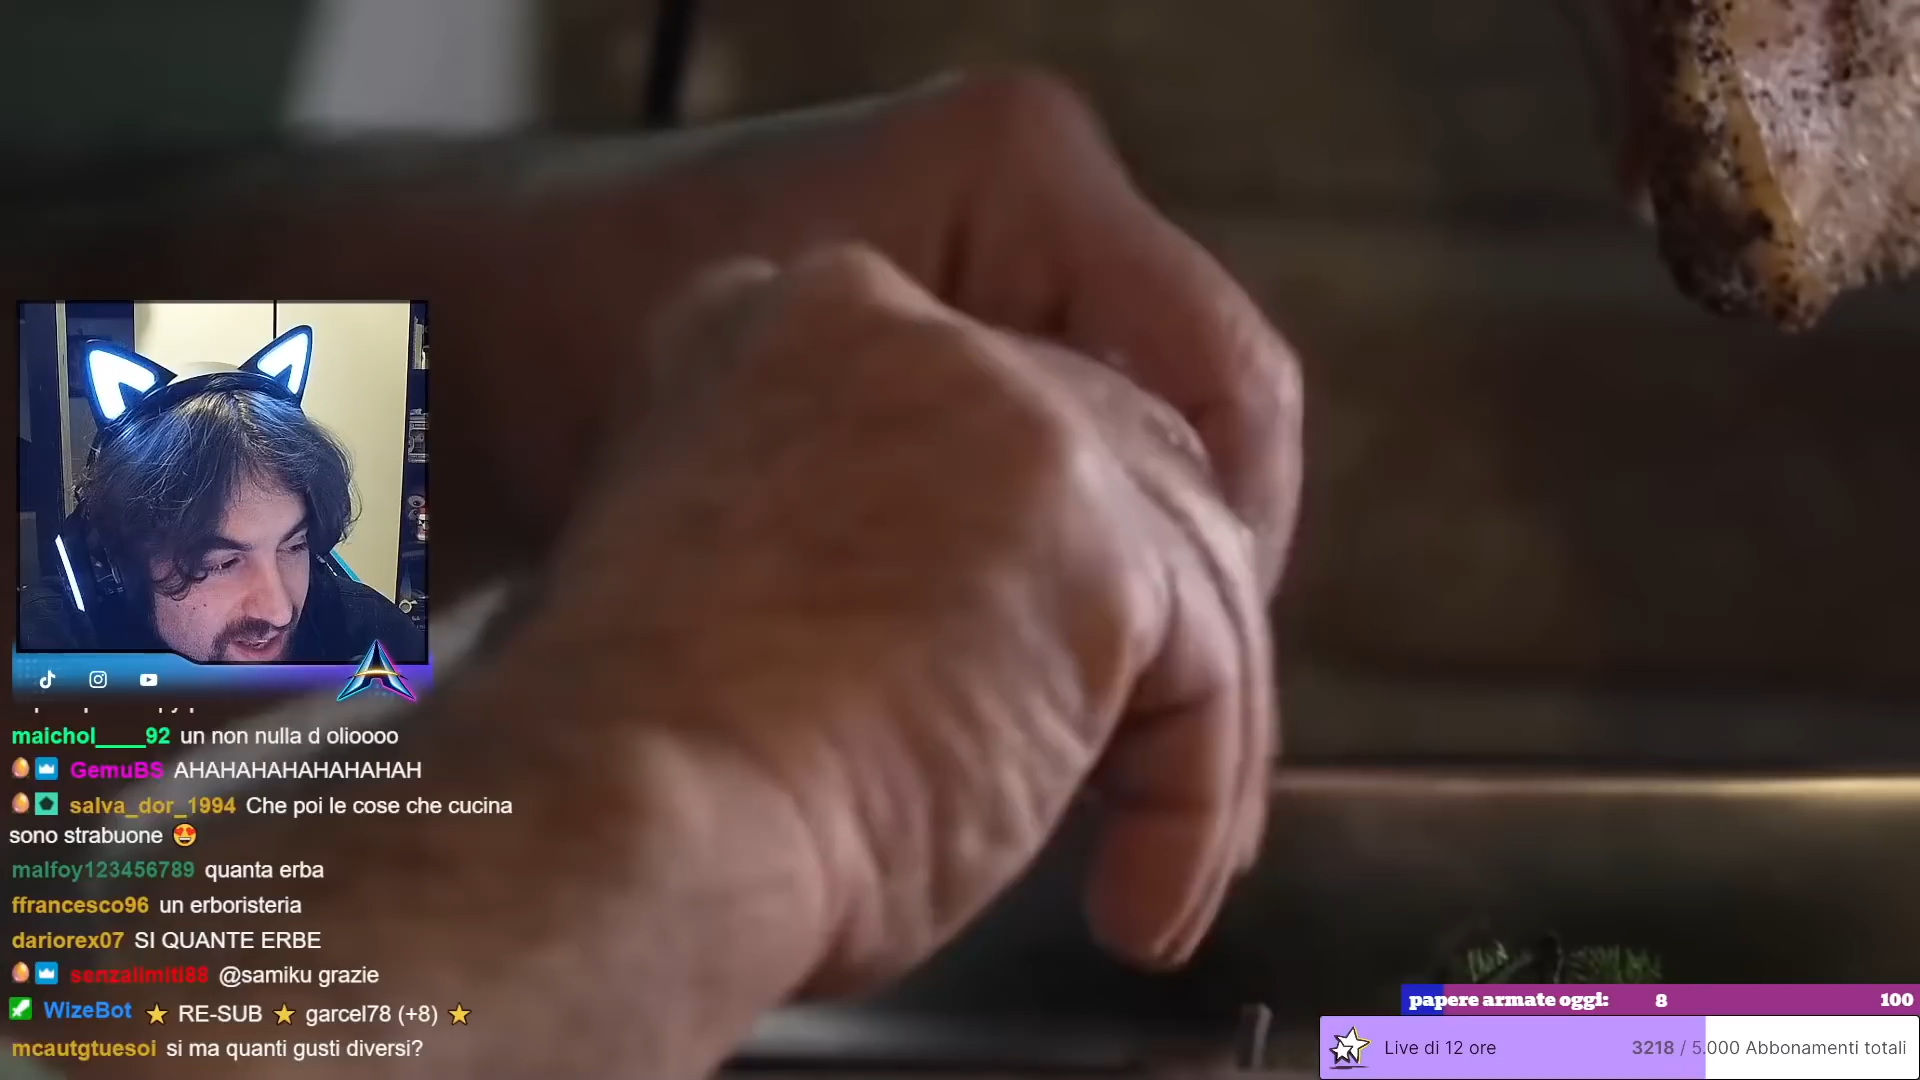 maichol____92 un non nulla d olioooo
GemuBS AHAHAHAHAHAHAHAH
salva_dor_1994 Che poi le cose che cucina
sono strabuone
malfoy123456789 quanta erba
ffrancesco96 un erboristeria
dariorex07 SI QUANTE ERBE
senzalimiti88 @samiku grazie
WizeBot RE-SUB garcel78 (+8)
mcautgtuesoi si ma quanti gusti diversi?
papere armate oggi: 8 100
Live di 12 ore 3218 / 5.000 Abbonamenti totali